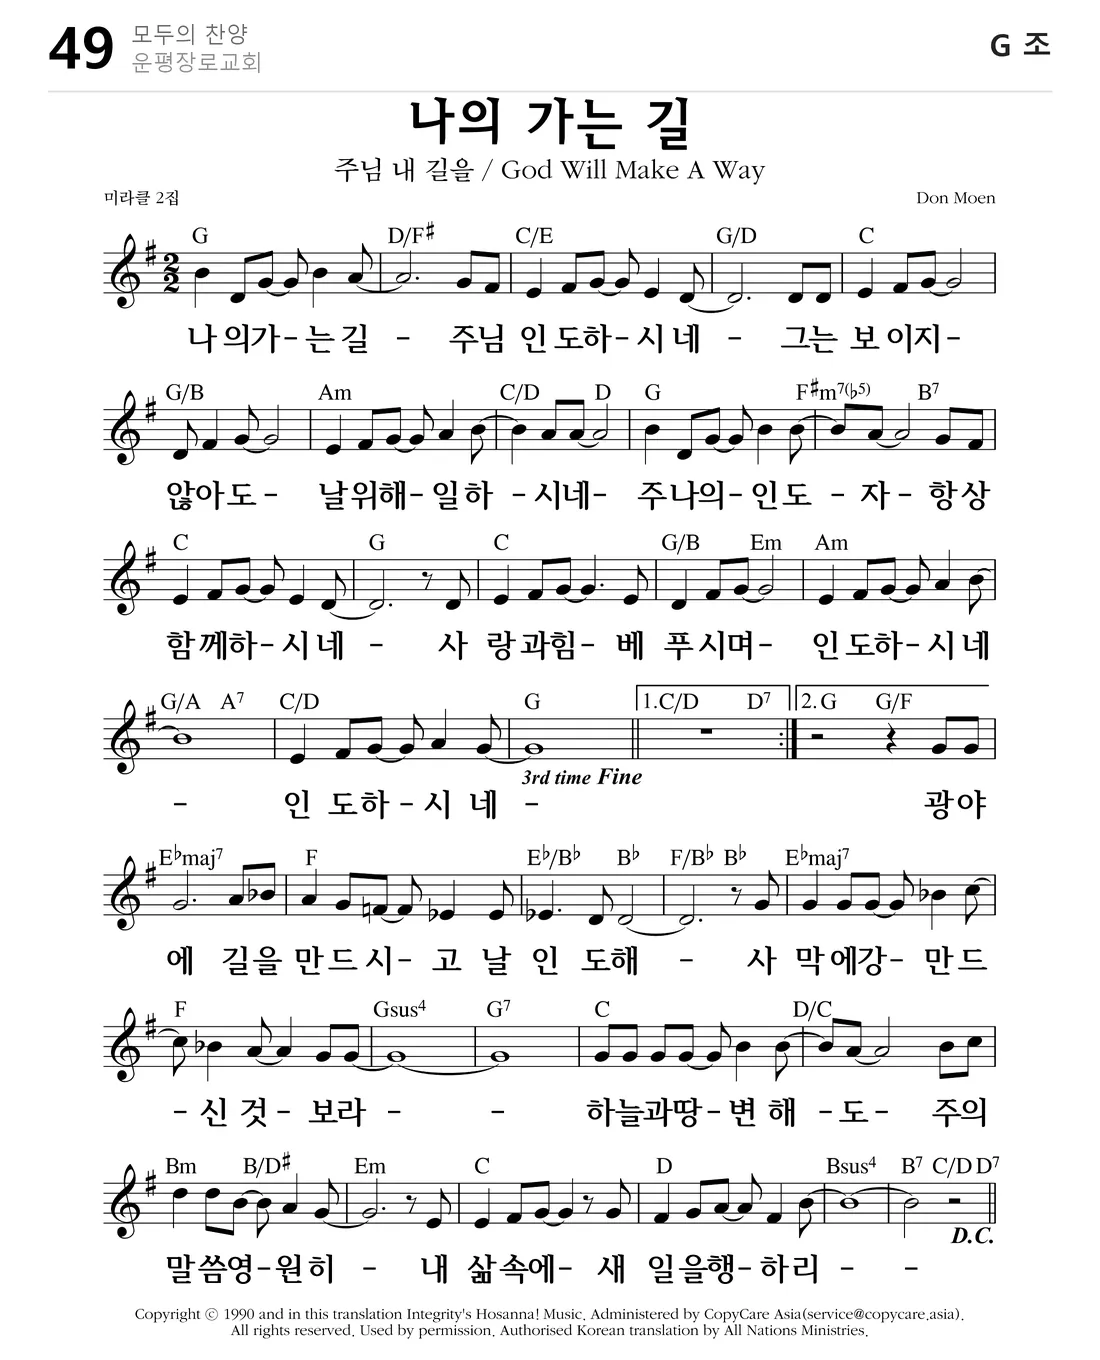 49 모두의 찬양
운평장로교회
G 조
나의 가는 길
주님 내 길을 / God Will Make A Way
미라클 2집 Don Moen
G D/F♯ C/E G/D C
2
2
나 의가- 는 길 - 주님 인 도하- 시 네 - 그는 보 이지-
G/B Am C/D D G F♯m7(♭5) B7
않아 도 - 날 위해- 일 하 - 시네- 주 나의- 인 도 - 자 - 항 상
C G C G/B Em Am
함 께하- 시 네 - 사 랑 과힘- 베 푸 시며- 인 도하- 시 네
G/A A7 C/D G 1.C/D D7 2. G G/F
3rd time Fine
- 인 도하 - 시 네 - 광야
E♭maj7 F E♭/B♭ B♭ F/B♭ B♭ E♭maj7
에 길을 만 드 시- 고 날 인 도해 - 사 막 에강- 만 드
F Gsus4 G7 C D/C
- 신 것 - 보라 - - 하늘과땅- 변 해 - 도 - 주의
Bm B/D♯ Em C D Bsus4 B7 C/D D7
D.C.
말 씀영- 원 히 - 내 삶 속에- 새 일 을행- 하 리 - -
Copyright ⓒ 1990 and in this translation Integrity's Hosanna! Music. Administered by CopyCare Asia(service@copycare.asia).
All rights reserved. Used by permission. Authorised Korean translation by All Nations Ministries.